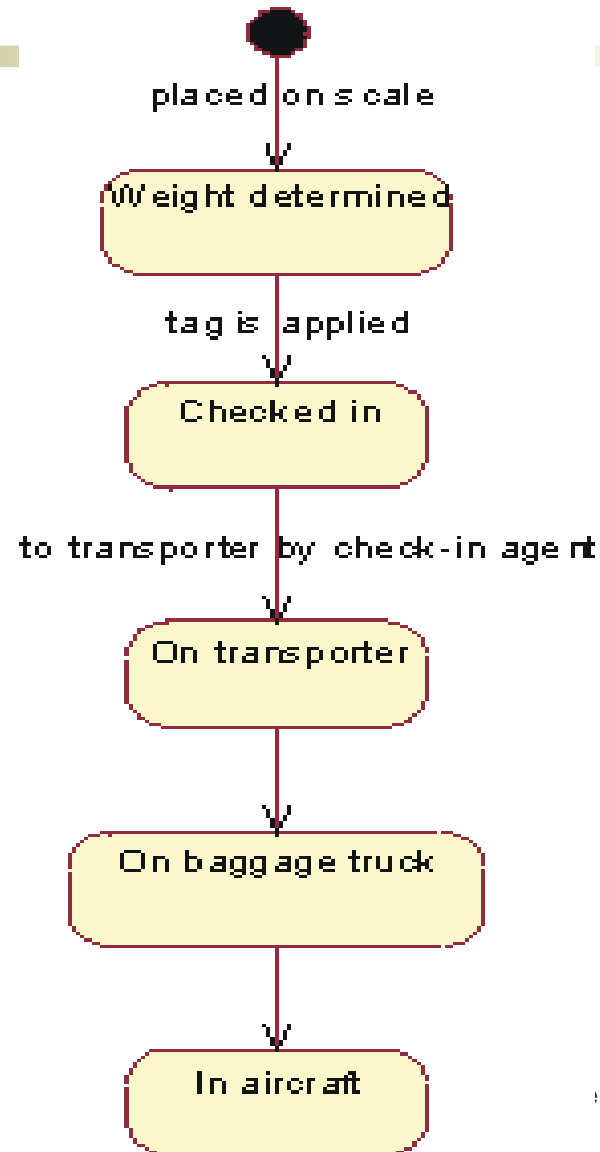 placed on scale
Weight determined
tag is applied
Checked in
to transporter by check-in agent
On transporter
On baggage truck
In aircraft